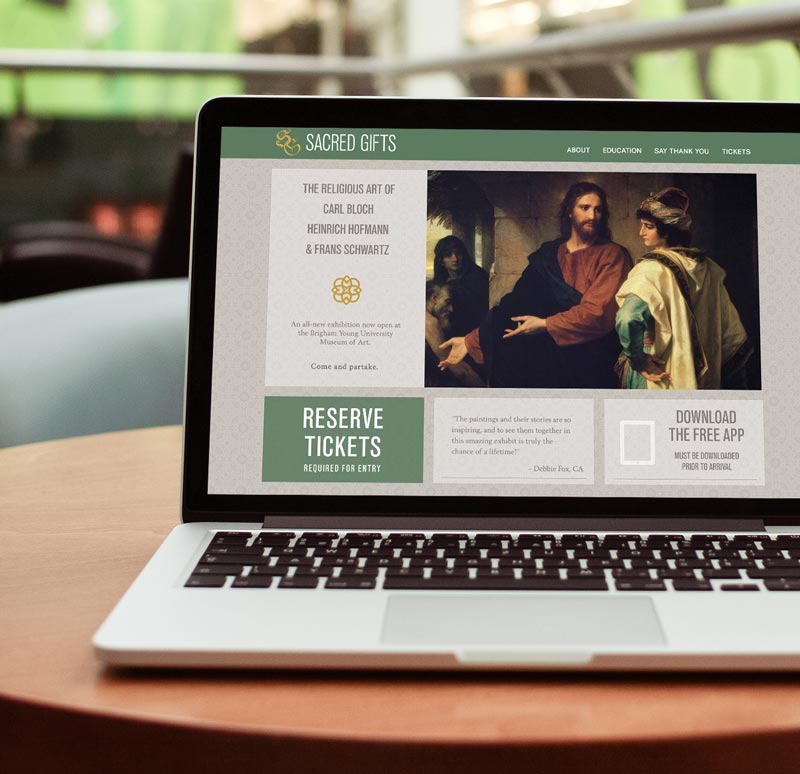 SG SACRED GIFTS
ABOUT EDUCATION SAY THANK YOU TICKETS
THE RELIGIOUS ART OF
CARL BLOCH
HEINRICH HOFMANN
& FRANS SCHWARTZ
An all-new exhibition now open at
the Brigham Young University
Museum of Art.
Come and partake.
RESERVE
TICKETS
REQUIRED FOR ENTRY
"The paintings and their stories are so
inspiring, and to see them together in
this amazing exhibit is truly the
chance of a lifetime!"
- Debbie Fox, CA
DOWNLOAD
THE FREE APP
MUST BE DOWNLOADED
PRIOR TO ARRIVAL